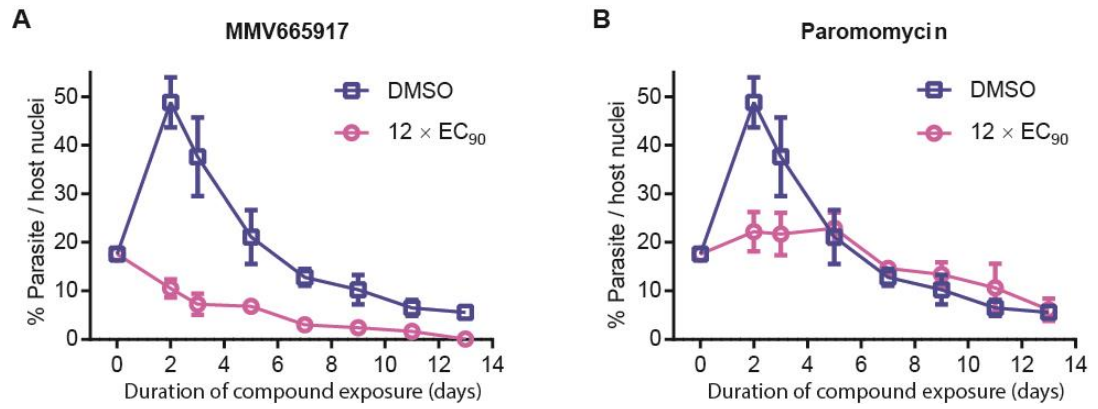 A
MMV665917
% Parasite / host nuclei
50
40
30
20
10
0
DMSO
12 × EC90
0 2 4 6 8 10 12 14
Duration of compound exposure (days)
B
Paromomycin
% Parasite / host nuclei
50
40
30
20
10
0
DMSO
12 × EC90
0 2 4 6 8 10 12 14
Duration of compound exposure (days)